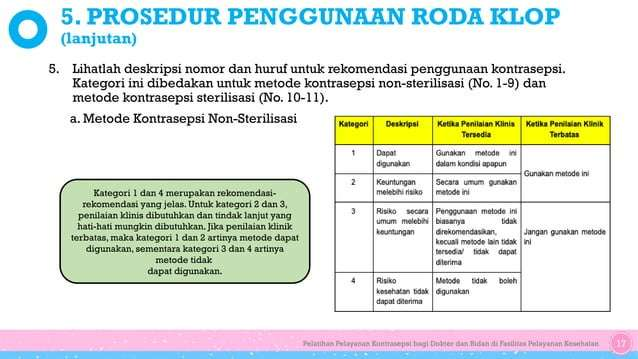 5. PROSEDUR PENGGUNAAN RODA KLOP
(lanjutan)
5. Lihatlah deskripsi nomor dan huruf untuk rekomendasi penggunaan kontrasepsi.
Kategori ini dibedakan untuk metode kontrasepsi non-sterilisasi (No. 1-9) dan
metode kontrasepsi sterilisasi (No. 10-11).
a. Metode Kontrasepsi Non-Sterilisasi
Kategori 1 dan 4 merupakan rekomendasi-
rekomendasi yang jelas. Untuk kategori 2 dan 3,
penilaian klinis dibutuhkan dan tindak lanjut yang
hati-hati mungkin dibutuhkan. Jika penilaian klinik
terbatas, maka kategori 1 dan 2 artinya metode dapat
digunakan, sementara kategori 3 dan 4 artinya
metode tidak
dapat digunakan.
Kategori Deskripsi Ketika Penilaian Klinis Ketika Penilaian Klinik
Tersedia Terbatas
1 Dapat Gunakan metode ini
digunakan dalam kondisi apapun
Gunakan metode ini
2 Keuntungan Secara umum gunakan
melebihi risiko metode ini
3 Risiko secara Penggunaan metode ini
umum melebihi biasanya tidak
keuntungan direkomendasikan, Jangan gunakan metode
kecuali metode lain tidak ini
tersedia/ tidak dapat
diterima
4 Risiko Metode tidak boleh
kesehatan tidak digunakan
dapat diterima
Pelatihan Pelayanan Kontrasepsi bagi Dokter dan Bidan di Fasilitas Pelayanan Kesehatan 17